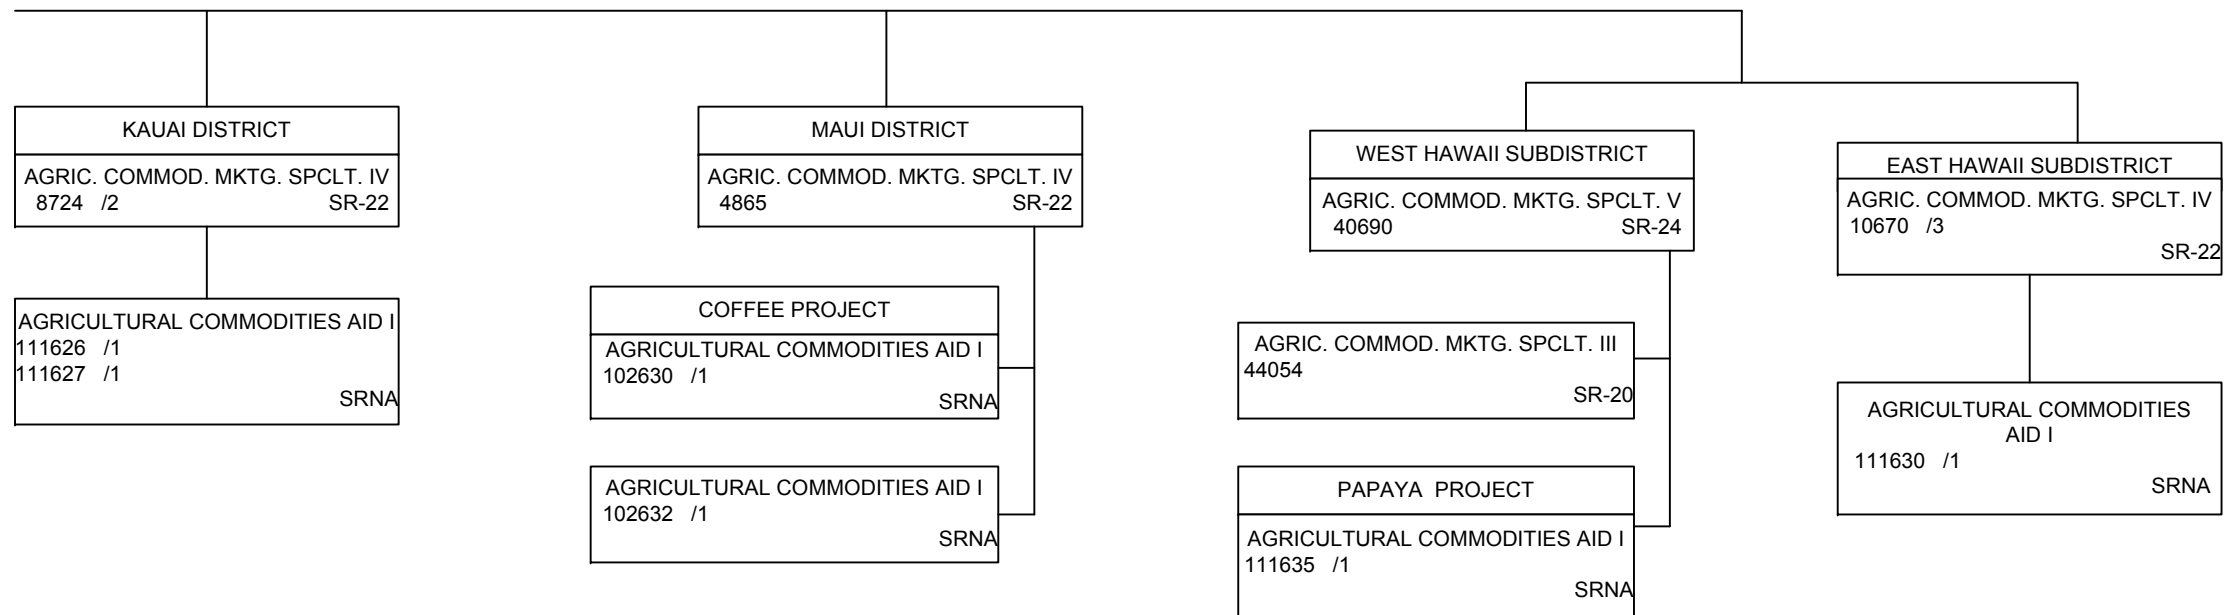 KAUAI DISTRICT
AGRIC. COMMOD. MKTG. SPCLT. IV
8724 /2 SR-22
AGRICULTURAL COMMODITIES AID I
111626 /1
111627 /1
SRNA
MAUI DISTRICT
AGRIC. COMMOD. MKTG. SPCLT. IV
4865 SR-22
COFFEE PROJECT
AGRICULTURAL COMMODITIES AID I
102630 /1
SRNA
AGRICULTURAL COMMODITIES AID I
102632 /1
SRNA
WEST HAWAII SUBDISTRICT
AGRIC. COMMOD. MKTG. SPCLT. V
40690 SR-24
AGRIC. COMMOD. MKTG. SPCLT. III
44054
SR-20
PAPAYA PROJECT
AGRICULTURAL COMMODITIES AID I
111635 /1
SRNA
EAST HAWAII SUBDISTRICT
AGRIC. COMMOD. MKTG. SPCLT. IV
10670 /3
SR-22
AGRICULTURAL COMMODITIES
AID I
111630 /1
SRNA